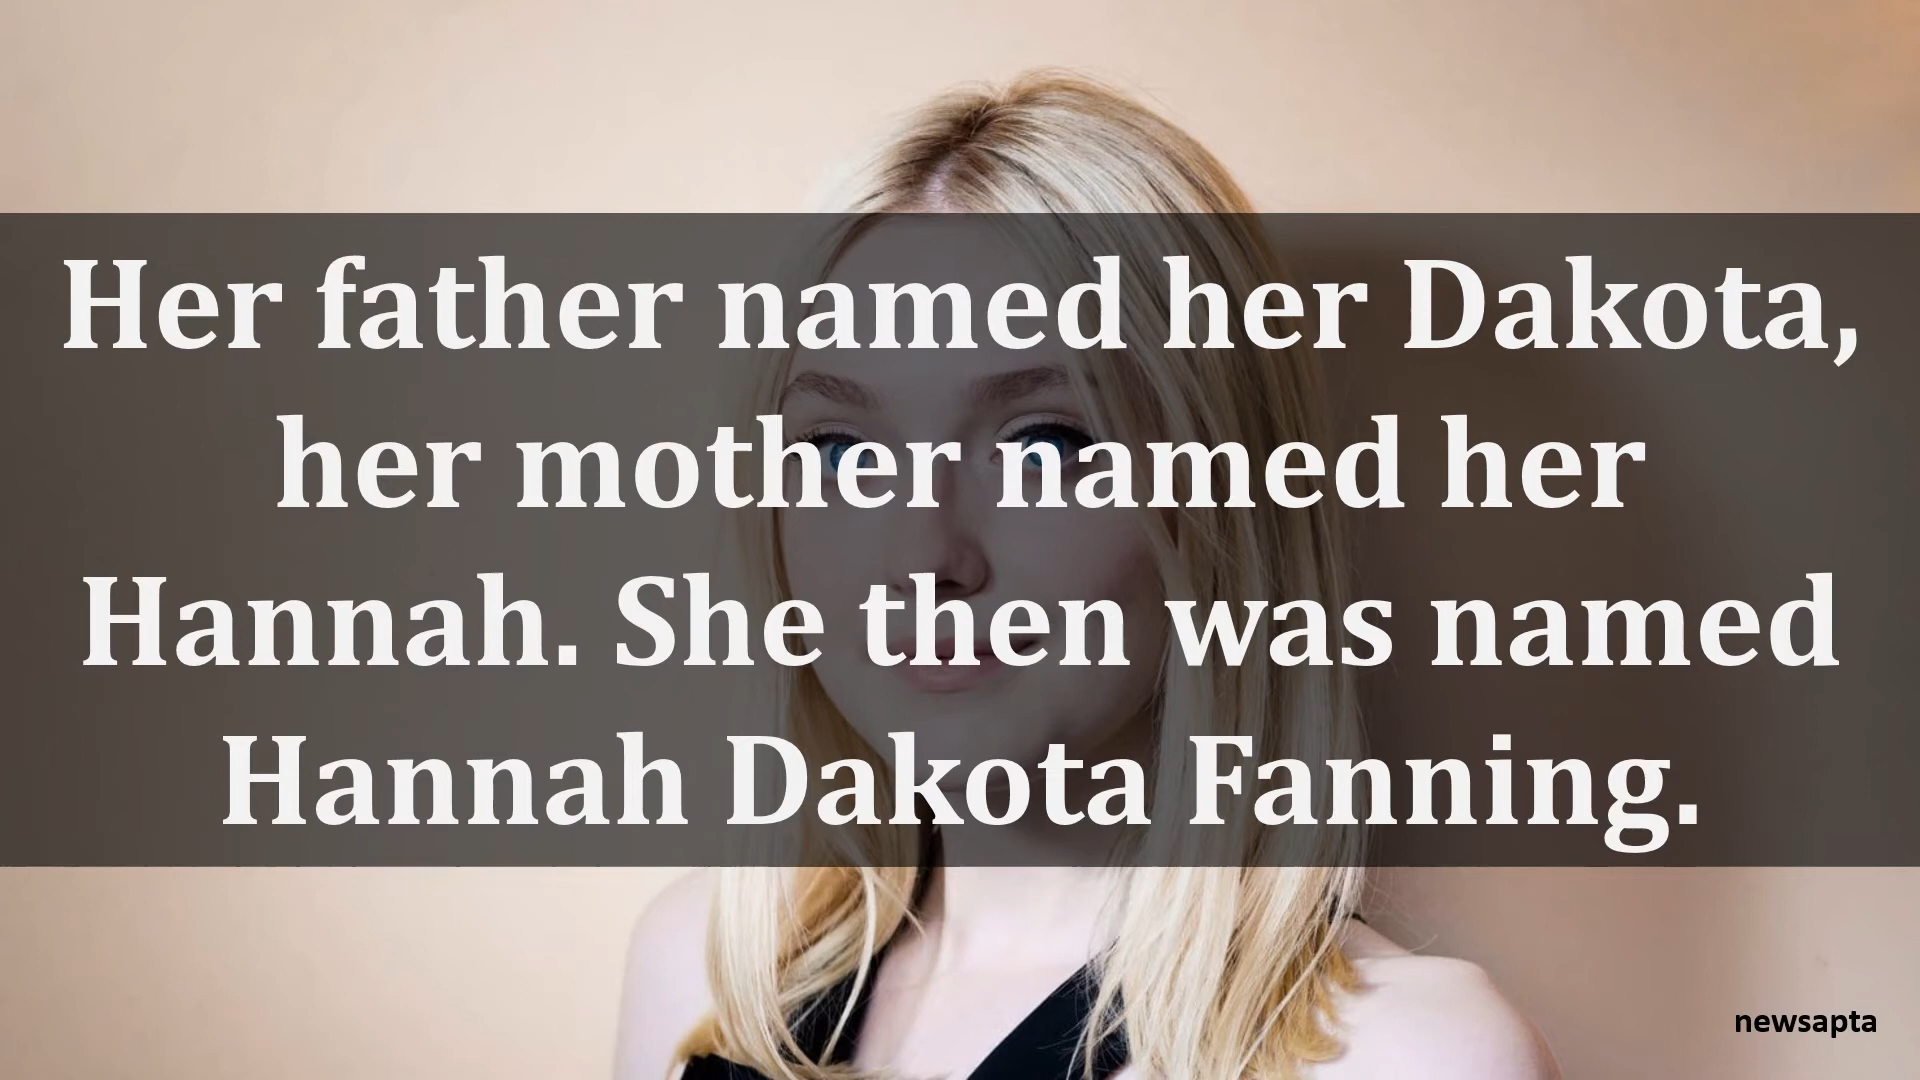 Her father named her Dakota,
her mother named her
Hannah. She then was named
Hannah Dakota Fanning.
newsapta